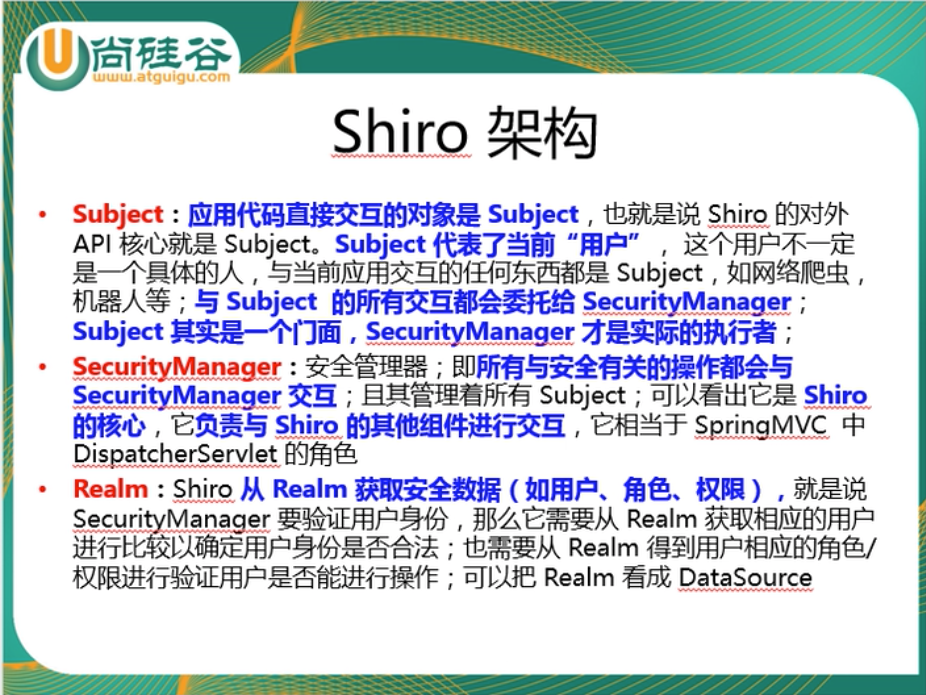 U尚硅谷
www.atguigu.com
Shiro 架构
• Subject：应用代码直接交互的对象是 Subject，也就是说 Shiro 的对外
API 核心就是 Subject。Subject 代表了当前“用户”， 这个用户不一定
是一个具体的人，与当前应用交互的任何东西都是 Subject，如网络爬虫，
机器人等；与 Subject 的所有交互都会委托给 SecurityManager；
Subject 其实是一个门面，SecurityManager 才是实际的执行者；
• SecurityManager：安全管理器；即所有与安全有关的操作都会与
SecurityManager 交互；且其管理着所有 Subject；可以看出它是 Shiro
的核心，它负责与 Shiro 的其他组件进行交互，它相当于 SpringMVC 中
DispatcherServlet 的角色
• Realm：Shiro 从 Realm 获取安全数据（如用户、角色、权限），就是说
SecurityManager 要验证用户身份，那么它需要从 Realm 获取相应的用户
进行比较以确定用户身份是否合法；也需要从 Realm 得到用户相应的角色/
权限进行验证用户是否能进行操作；可以把 Realm 看成 DataSource